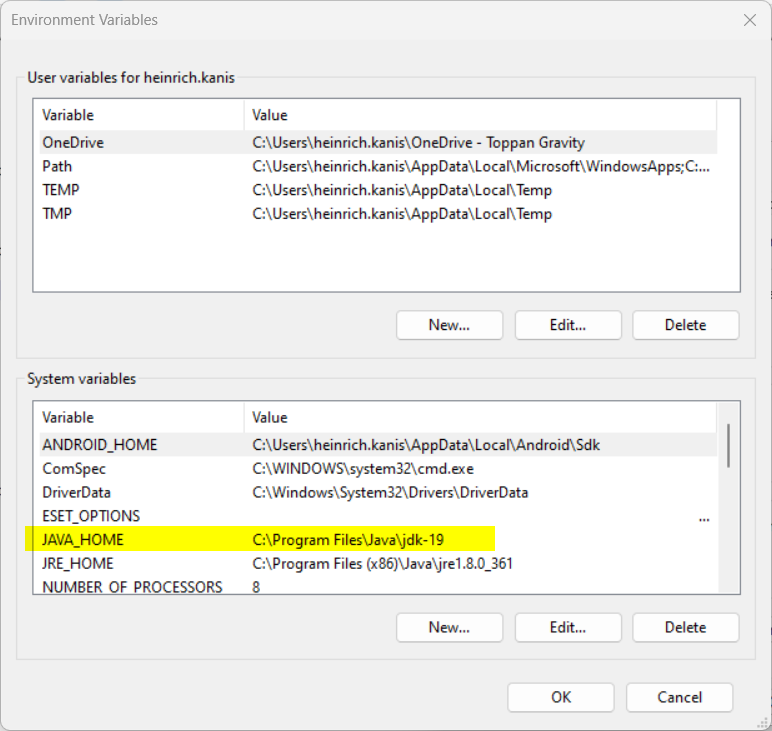 Environment Variables
User variables for heinrich.kanis
Variable Value
OneDrive C:\Users\heinrich.kanis\OneDrive - Toppan Gravity
Path C:\Users\heinrich.kanis\AppData\Local\Microsoft\WindowsApps;C:...
TEMP C:\Users\heinrich.kanis\AppData\Local\Temp
TMP C:\Users\heinrich.kanis\AppData\Local\Temp
New... Edit... Delete
System variables
Variable Value
ANDROID_HOME C:\Users\heinrich.kanis\AppData\Local\Android\Sdk
ComSpec C:\WINDOWS\system32\cmd.exe
DriverData C:\Windows\System32\Drivers\DriverData
ESET_OPTIONS ...
JAVA_HOME C:\Program Files\Java\jdk-19
JRE_HOME C:\Program Files (x86)\Java\jre1.8.0_361
NUMBER_OF_PROCESSORS 8
New... Edit... Delete
OK Cancel